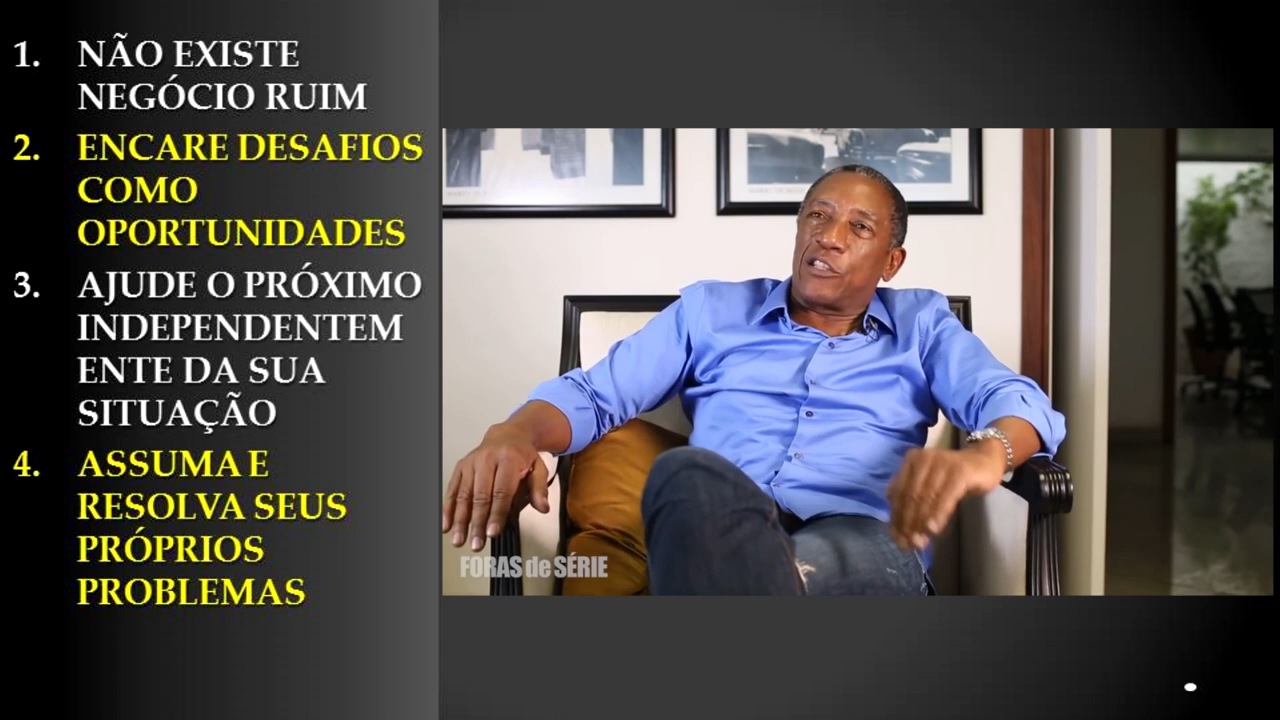 1. NÃO EXISTE
NEGÓCIO RUIM
2. ENCARE DESAFIOS
COMO
OPORTUNIDADES
3. AJUDE O PRÓXIMO
INDEPENDENTEM
ENTE DA SUA
SITUAÇÃO
4. ASSUMA E
RESOLVA SEUS
PRÓPRIOS
PROBLEMAS
FORAS de SÉRIE